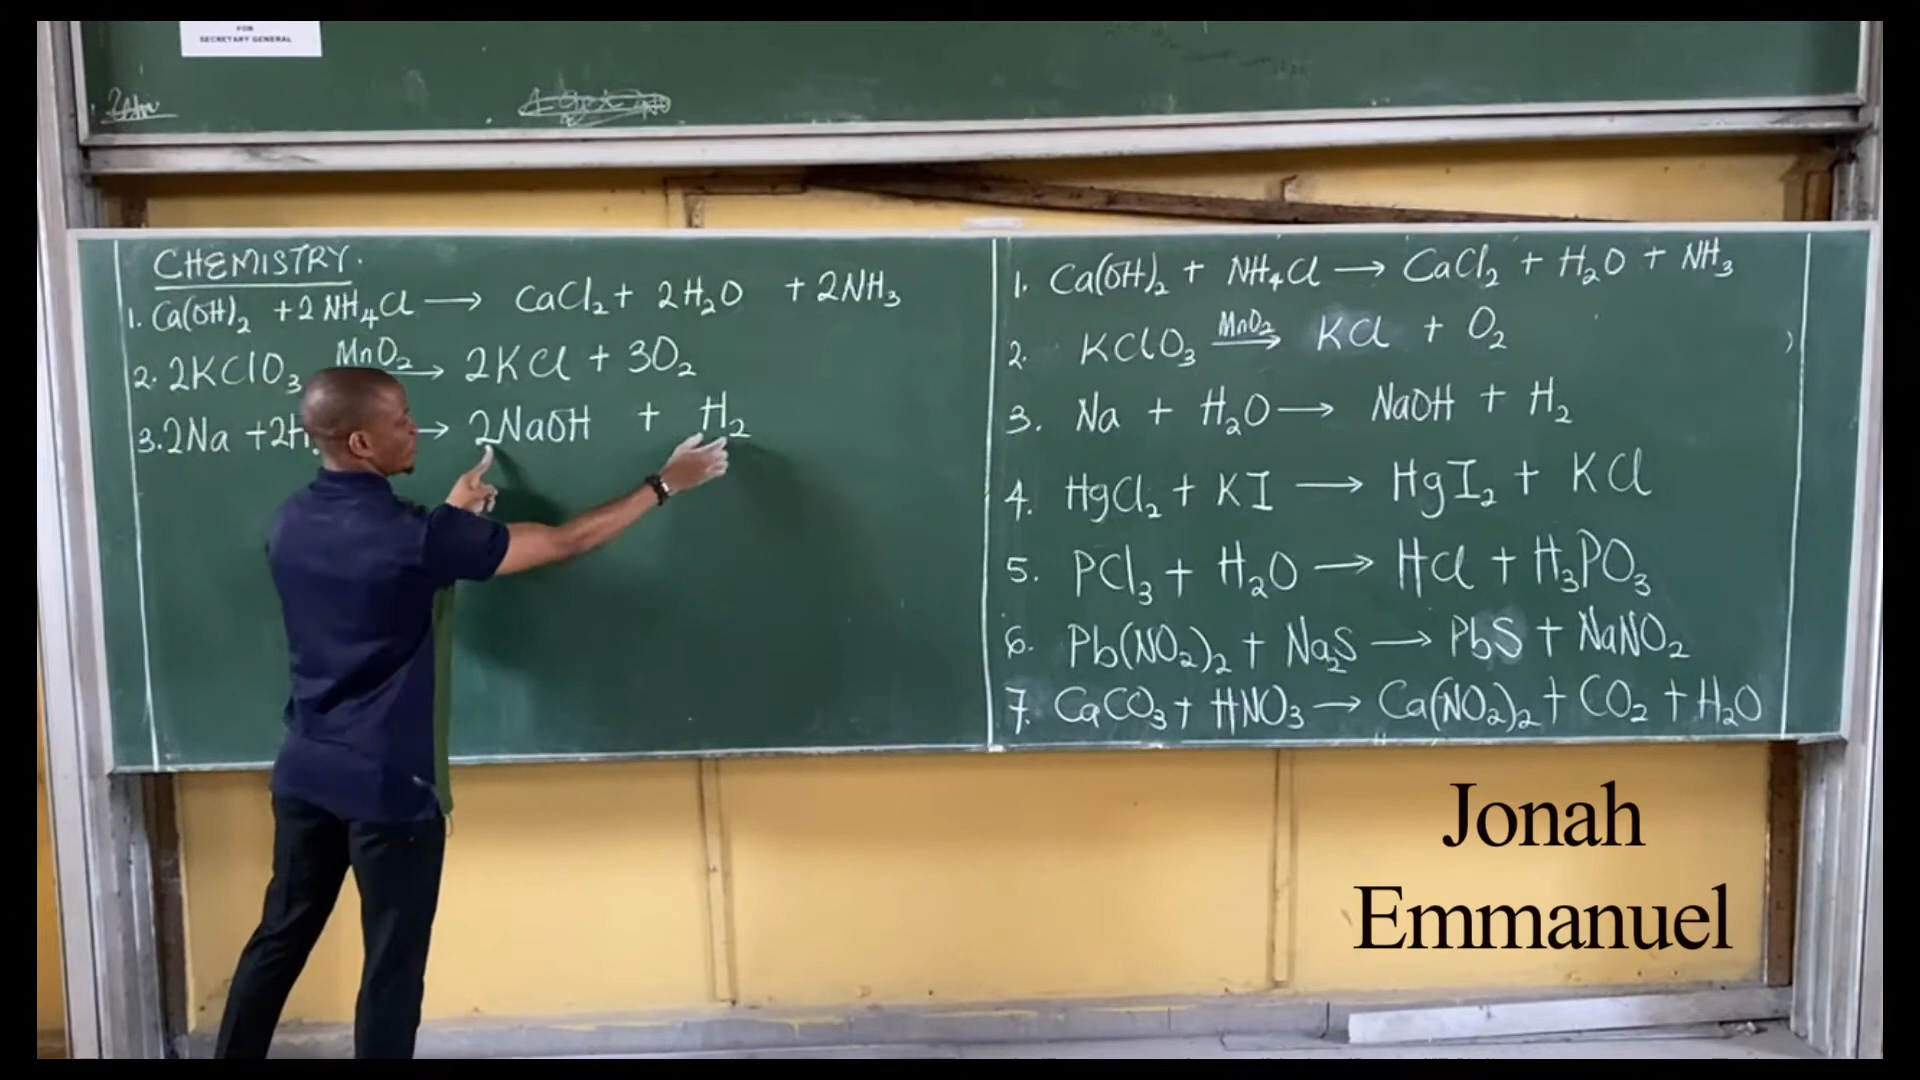 FOR
SECRETARY GENERAL
CHEMISTRY.
1. Ca(OH)₂ + 2NH₄Cl → CaCl₂ + 2H₂O + 2NH₃
2. 2KClO₃ MnO₂ → 2KCl + 3O₂
3. 2Na + 2H → 2NaOH + H₂
1. Ca(OH)₂ + NH₄Cl → CaCl₂ + H₂O + NH₃
2. KClO₃ MnO₂ → KCl + O₂
3. Na + H₂O → NaOH + H₂
4. HgCl₂ + KI → HgI₂ + KCl
5. PCl₃ + H₂O → HCl + H₃PO₃
6. Pb(NO₂)₂ + Na₂S → PbS + NaNO₂
7. CaCO₃ + HNO₃ → Ca(NO₂)₂ + CO₂ + H₂O
Jonah
Emmanuel